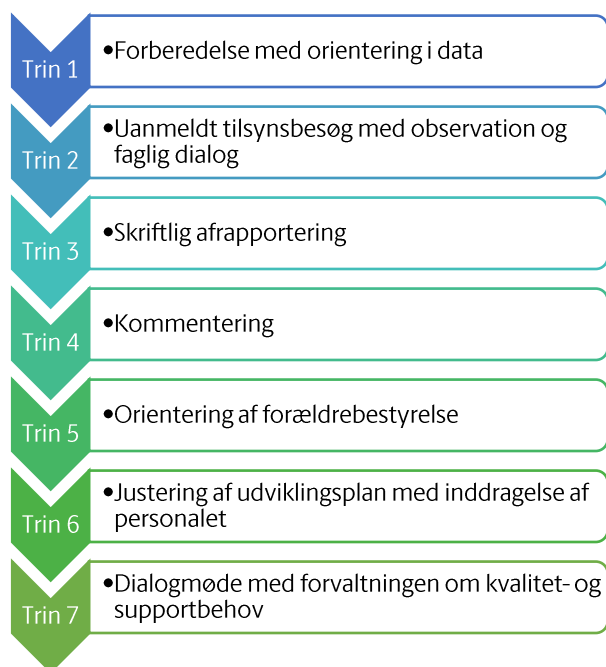 Trin 1
•Forberedelse med orientering i data
Trin 2
•Uanmeldt tilsynsbesøg med observation og
faglig dialog
Trin 3
•Skriftlig afrapportering
Trin 4
•Kommentering
Trin 5
•Orientering af forældrebestyrelse
Trin 6
•Justering af udviklingsplan med inddragelse af
personalet
Trin 7
•Dialogmøde med forvaltningen om kvalitet- og
supportbehov